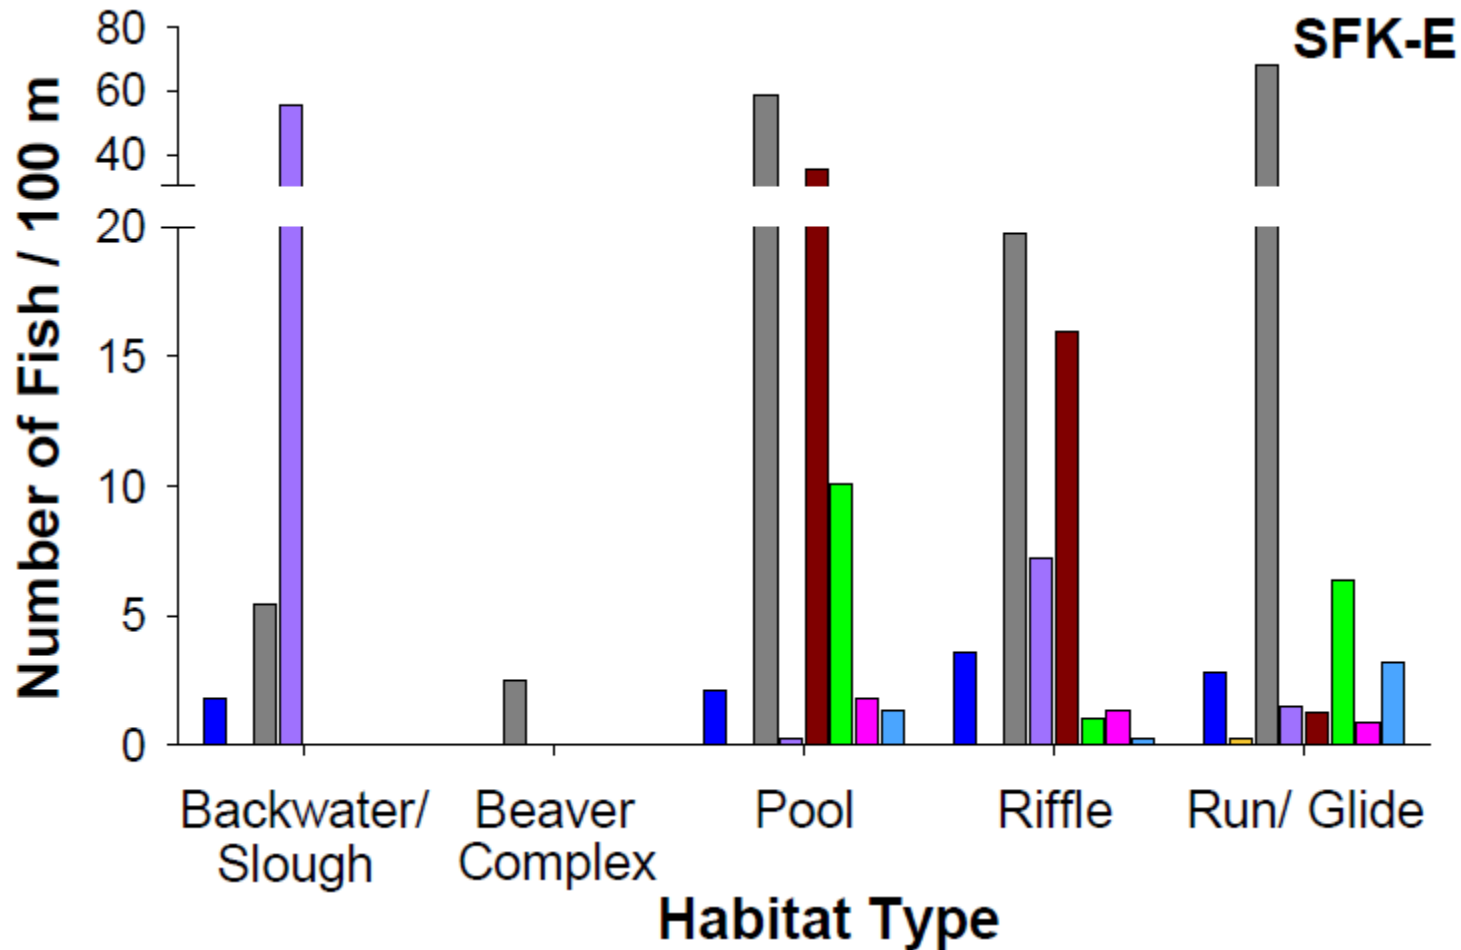 SFK-E
Number of Fish / 100 m
80
60
40
20
15
10
5
0
Backwater/
Slough
Beaver
Complex
Pool
Riffle
Run/ Glide
Habitat Type